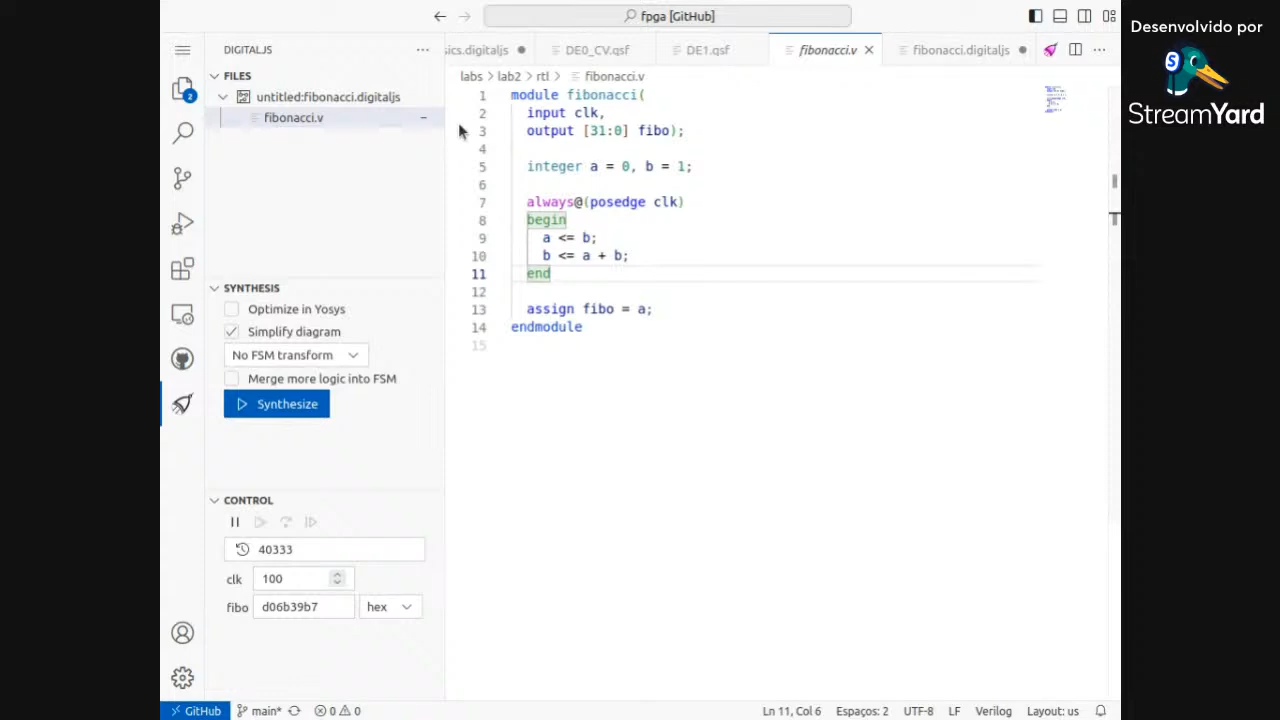 fpga [GitHub]
Desenvolvido por
StreamYard
DIGITALJS
sics.digitaljs
DE0_CV.qsf
DE1.qsf
fibonacci.v
fibonacci.digitaljs
FILES
untitled:fibonacci.digitaljs
fibonacci.v
2
labs > lab2 > rtl > fibonacci.v
1 module fibonacci(
2 input clk,
3 output [31:0] fibo);
4
5 integer a = 0, b = 1;
6
7 always@(posedge clk)
8 begin
9 a <= b;
10 b <= a + b;
11 end
12
13 assign fibo = a;
14 endmodule
15
SYNTHESIS
Optimize in Yosys
Simplify diagram
No FSM transform
Merge more logic into FSM
Synthesize
CONTROL
40333
clk 100
fibo d06b39b7 hex
GitHub main* 0 0 Ln 11, Col 6 Espaços: 2 UTF-8 LF Verilog Layout: us